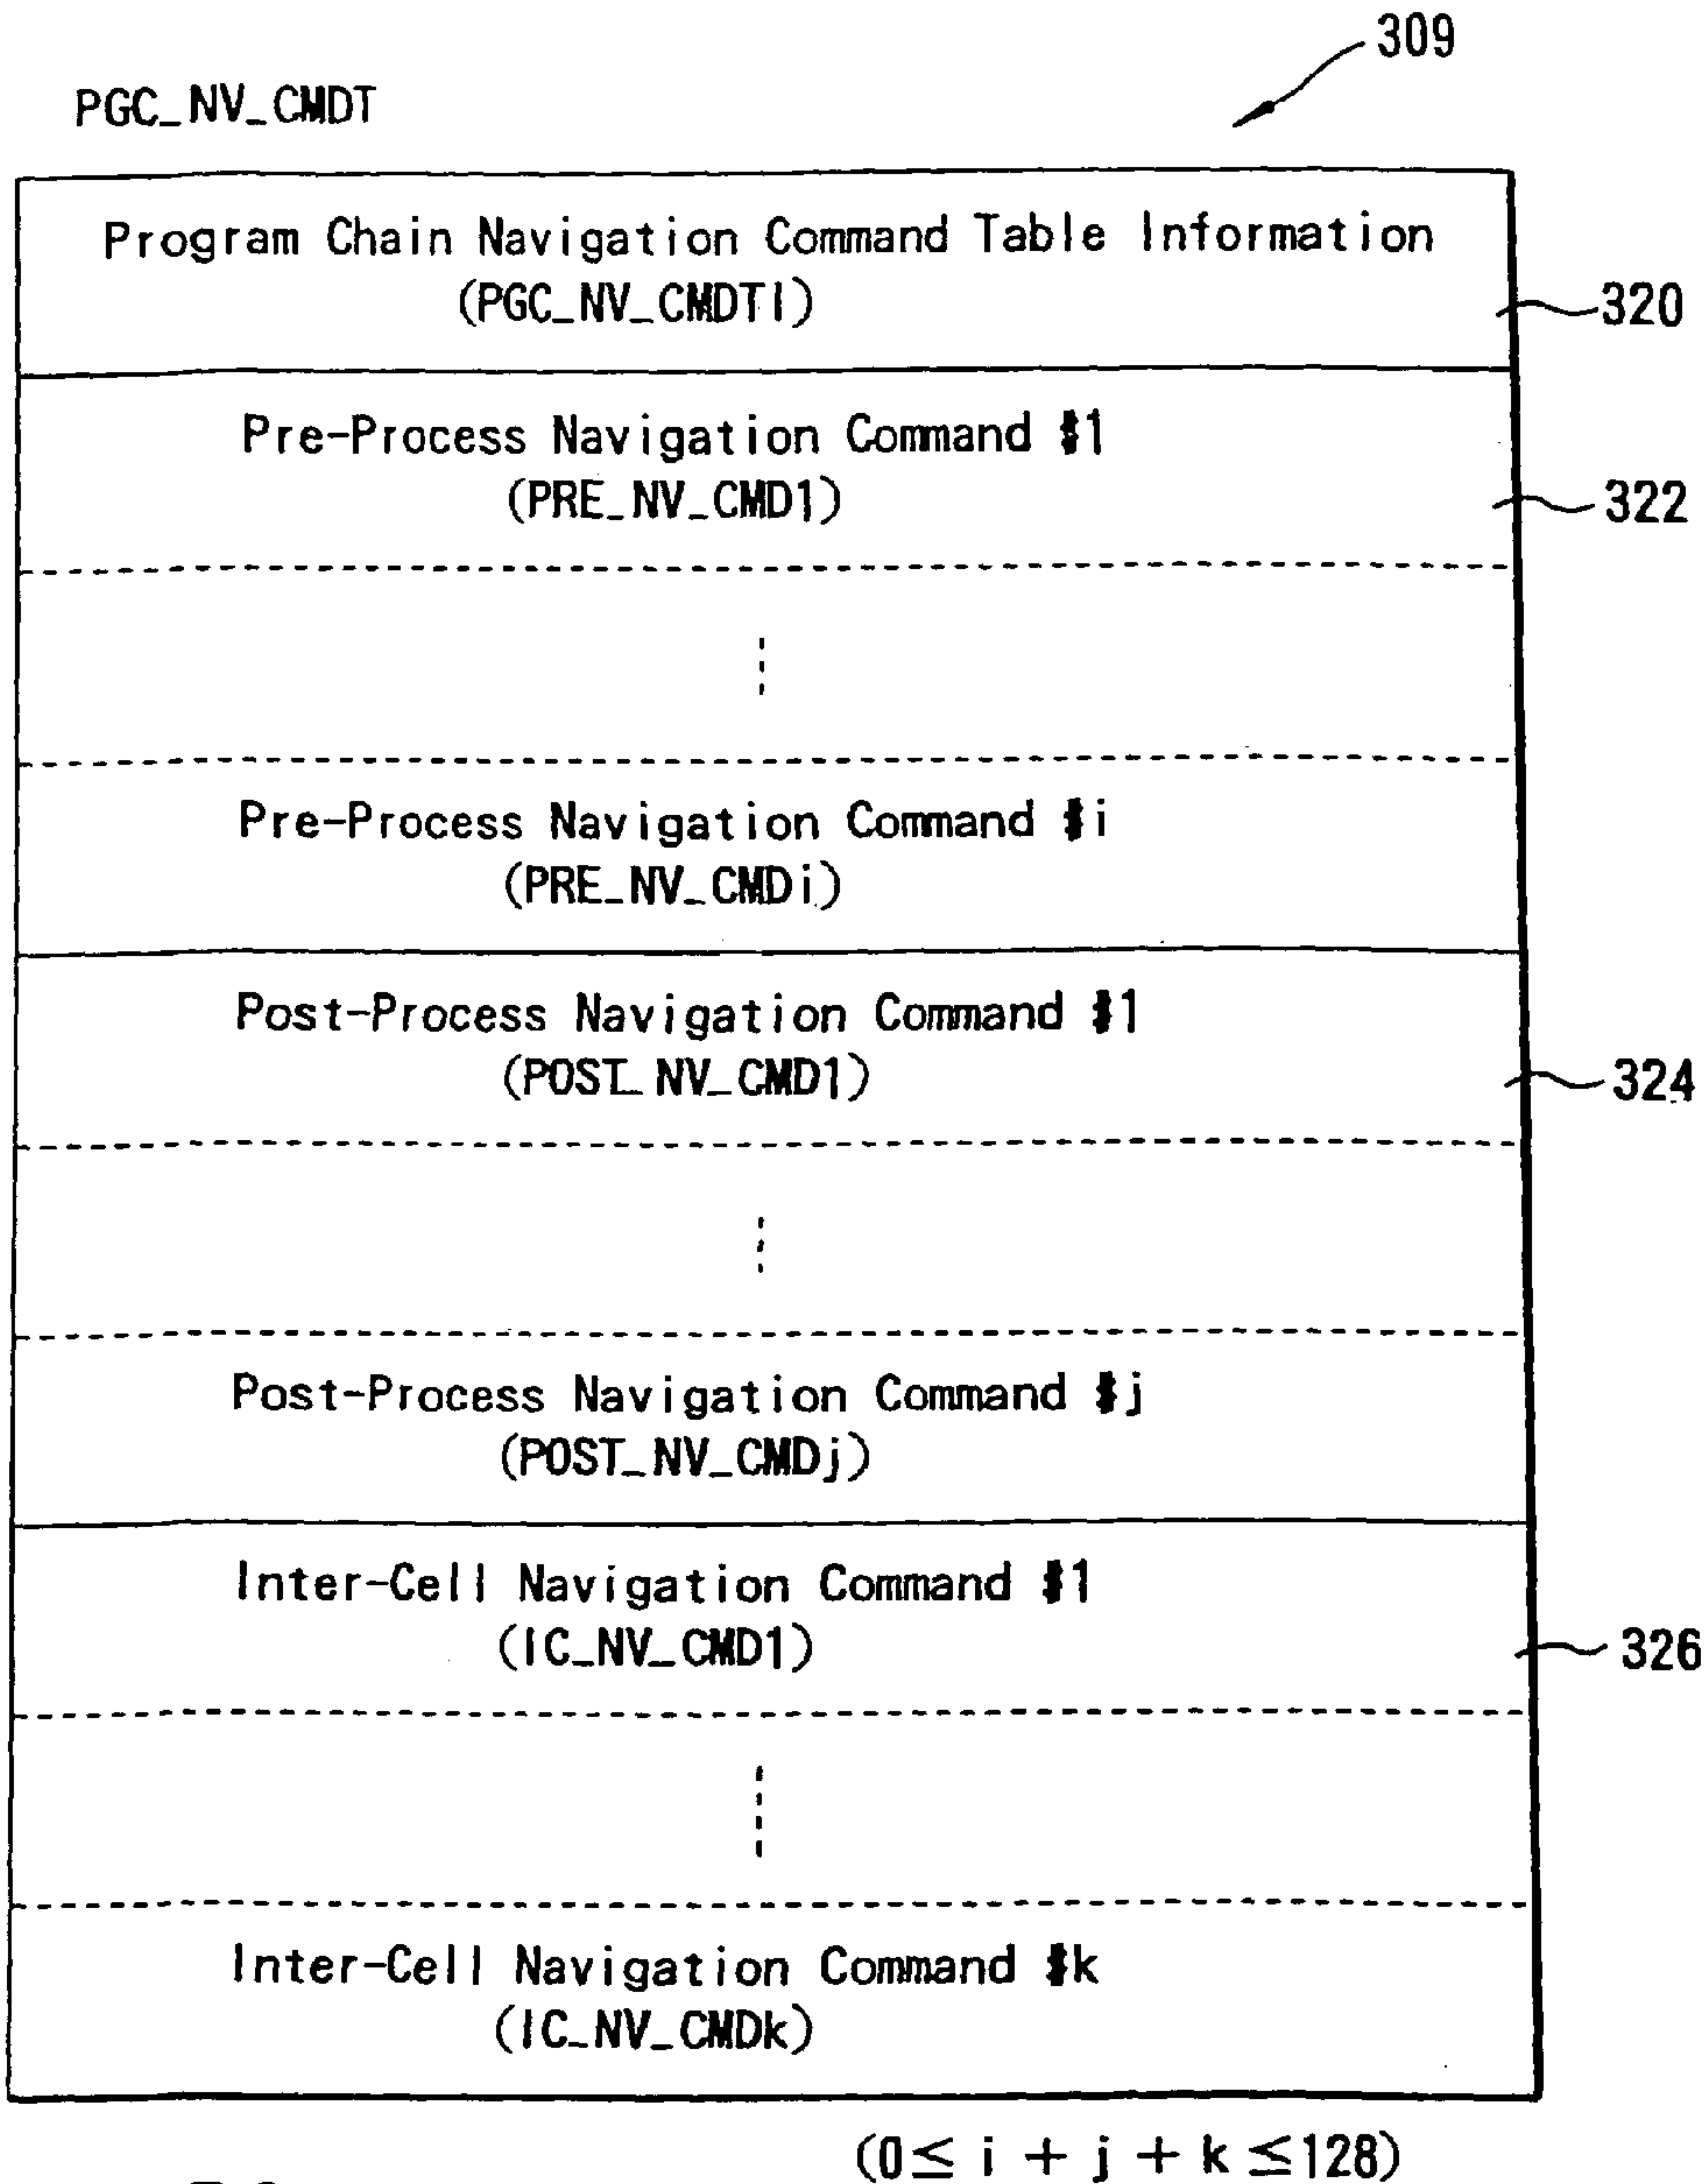 309
PGC_NV_CMDT
Program Chain Navigation Command Table Information
(PGC_NV_CMDTI)
320
Pre-Process Navigation Command #1
(PRE_NV_CMD1)
322
Pre-Process Navigation Command #i
(PRE_NV_CMDi)
Post-Process Navigation Command #1
(POST_NV_CMD1)
324
Post-Process Navigation Command #j
(POST_NV_CMDj)
Inter-Cell Navigation Command #1
(IC_NV_CMD1)
326
Inter-Cell Navigation Command #k
(IC_NV_CMDk)
(0≤ i + j + k ≤128)